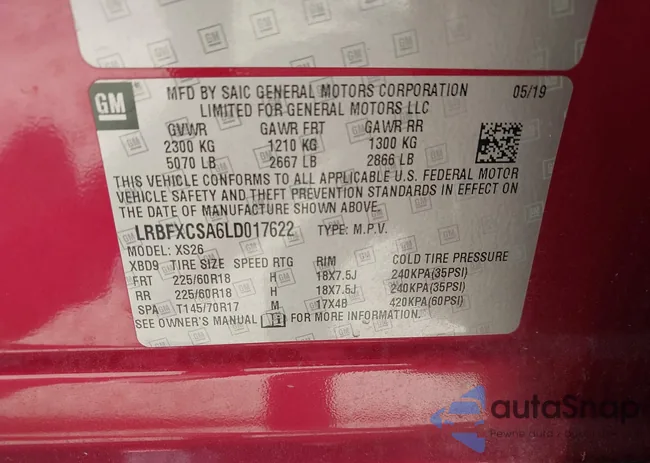 GM
MFD BY SAIC GENERAL MOTORS CORPORATION 05/19
LIMITED FOR GENERAL MOTORS LLC
GVWR GAWR FRT GAWR RR
2300 KG 1210 KG 1300 KG
5070 LB 2667 LB 2866 LB
THIS VEHICLE CONFORMS TO ALL APPLICABLE U.S. FEDERAL MOTOR
VEHICLE SAFETY AND THEFT PREVENTION STANDARDS IN EFFECT ON
THE DATE OF MANUFACTURE SHOWN ABOVE.
LRBFXCSA6LD017622 TYPE: M.P.V.
MODEL: XS26
XBD9 TIRE SIZE SPEED RTG RIM COLD TIRE PRESSURE
FRT 225/60R18 H 18X7.5J 240KPA(35PSI)
RR 225/60R18 H 18X7.5J 240KPA(35PSI)
SPA T145/70R17 M 17X4B 420KPA(60PSI)
SEE OWNER'S MANUAL FOR MORE INFORMATION.
autoSnap